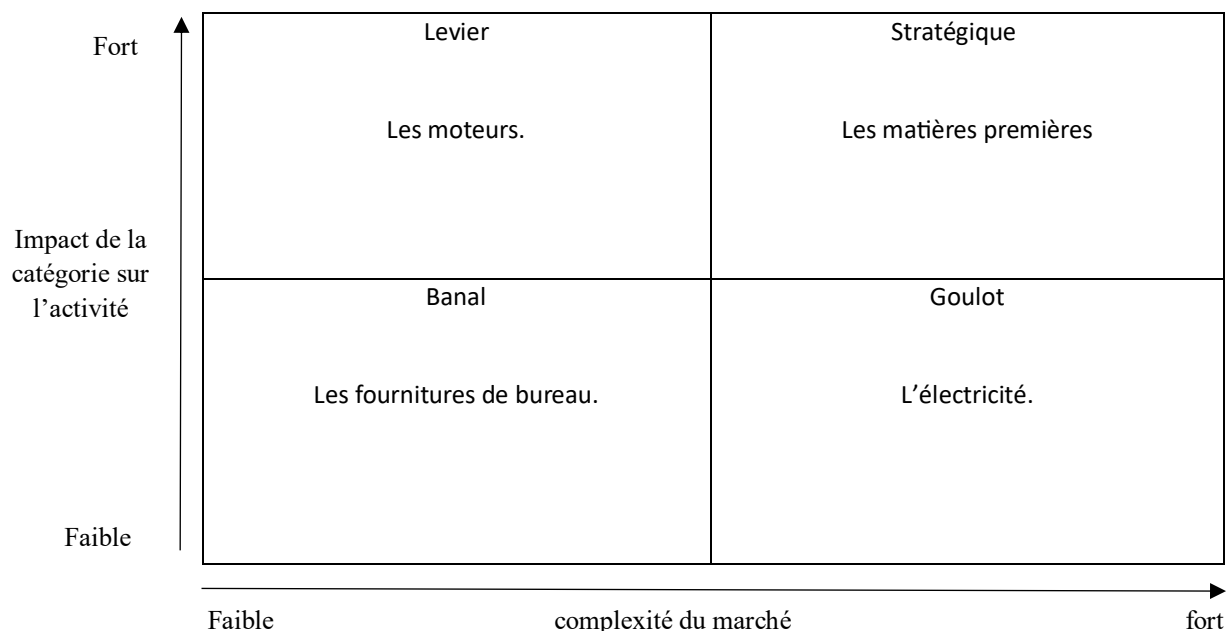 Fort
Levier
Stratégique
Les moteurs.
Les matières premières
Impact de la
catégorie sur
l’activité
Banal
Goulot
Les fournitures de bureau.
L’électricité.
Faible
Faible
complexité du marché
fort